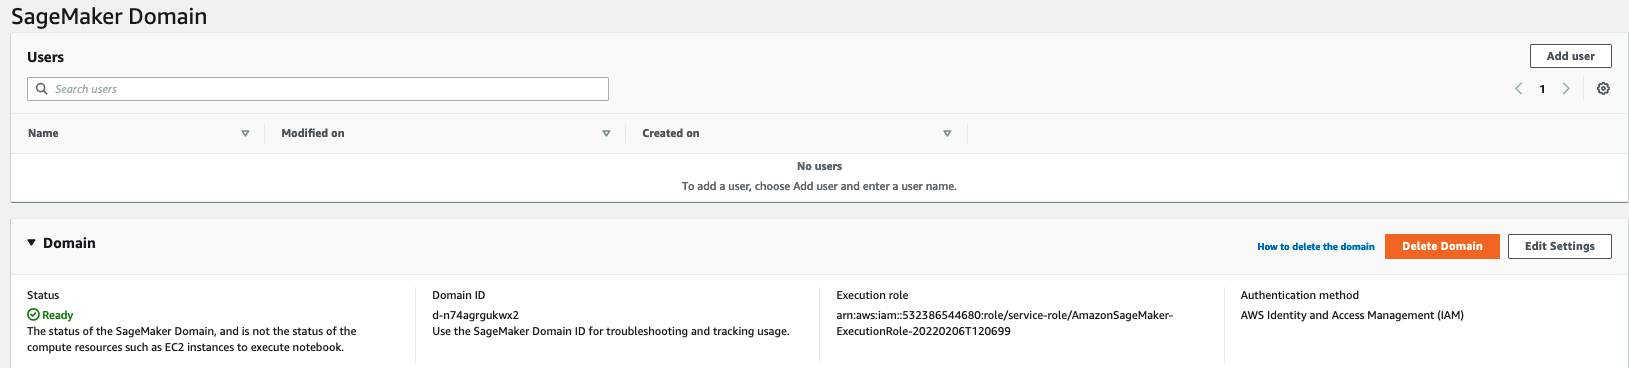 SageMaker Domain
Users
Add user
Search users
1
Name
Modified on
Created on
No users
To add a user, choose Add user and enter a user name.
Domain
How to delete the domain
Delete Domain
Edit Settings
Status
Ready
The status of the SageMaker Domain, and is not the status of the
compute resources such as EC2 instances to execute notebook.
Domain ID
d-n74agrgukwx2
Use the SageMaker Domain ID for troubleshooting and tracking usage.
Execution role
arn:aws:iam::532386544680:role/service-role/AmazonSageMaker-
ExecutionRole-20220206T120699
Authentication method
AWS Identity and Access Management (IAM)